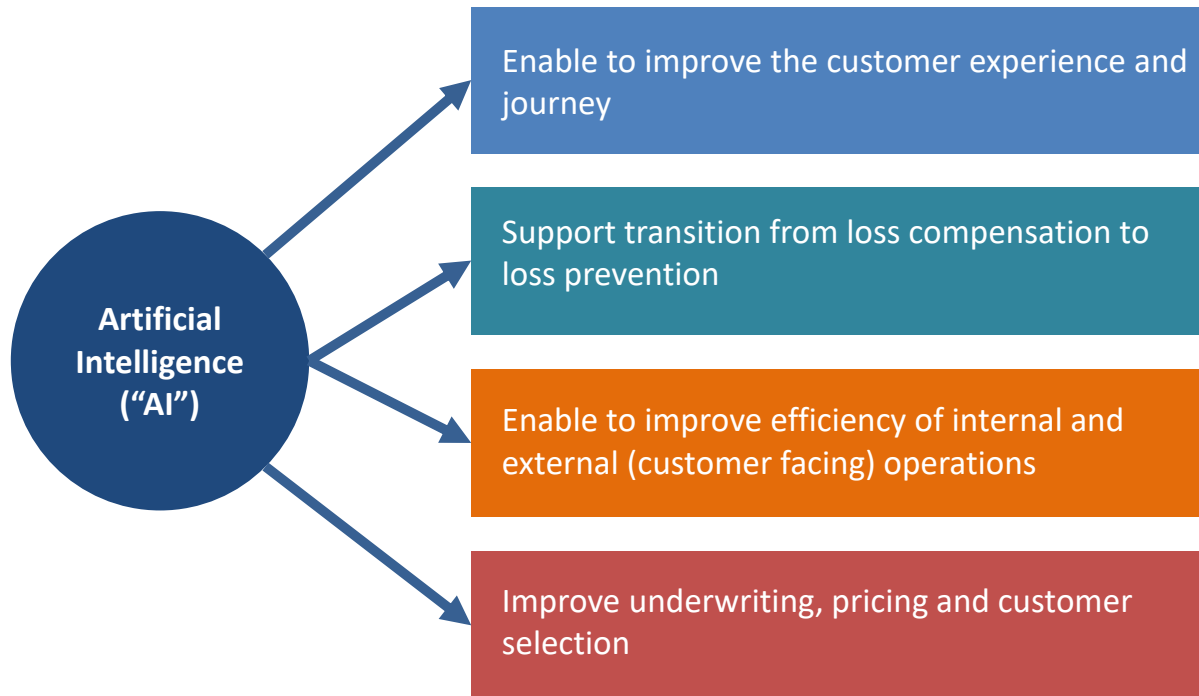 Enable to improve the customer experience and
journey
Support transition from loss compensation to
loss prevention
Artificial
Intelligence
(“AI”)
Enable to improve efficiency of internal and
external (customer facing) operations
Improve underwriting, pricing and customer
selection